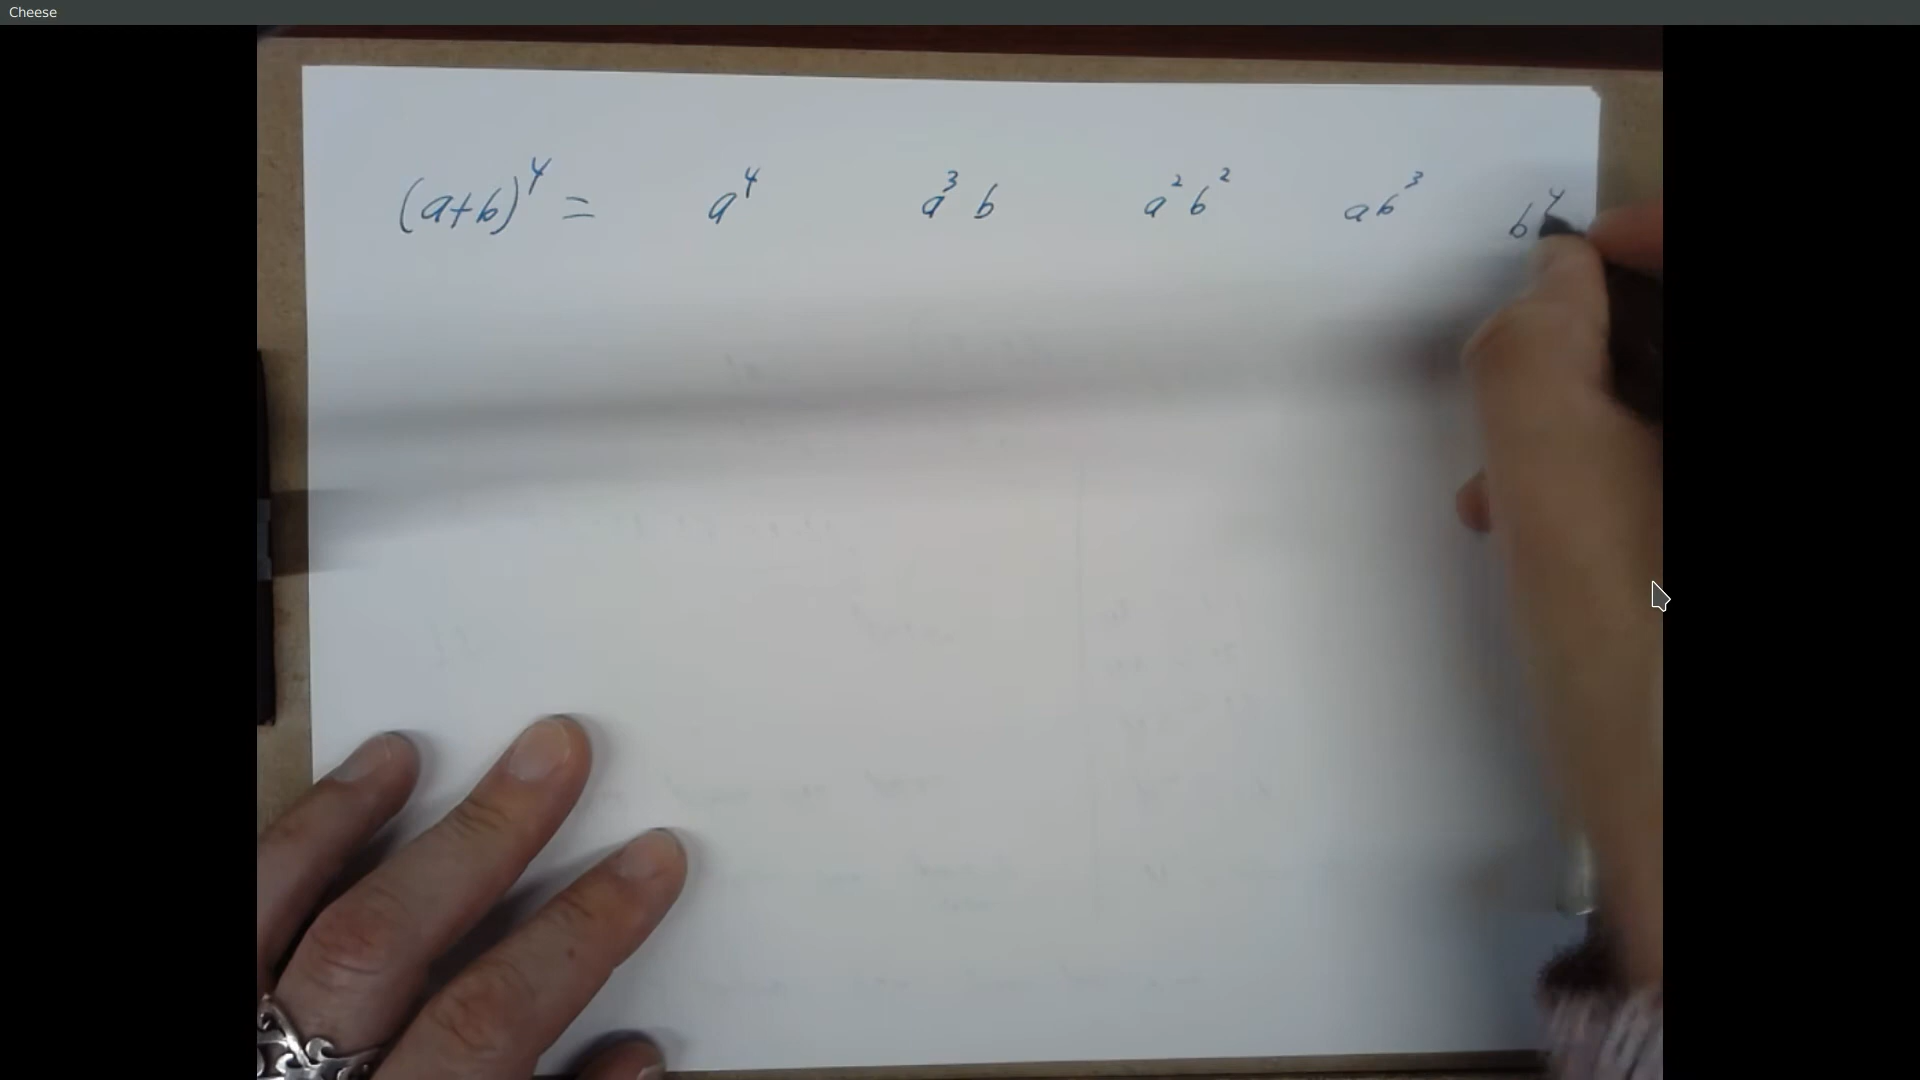 Cheese
(a+b)⁴ = a⁴ a³b a²b² ab³ b⁴